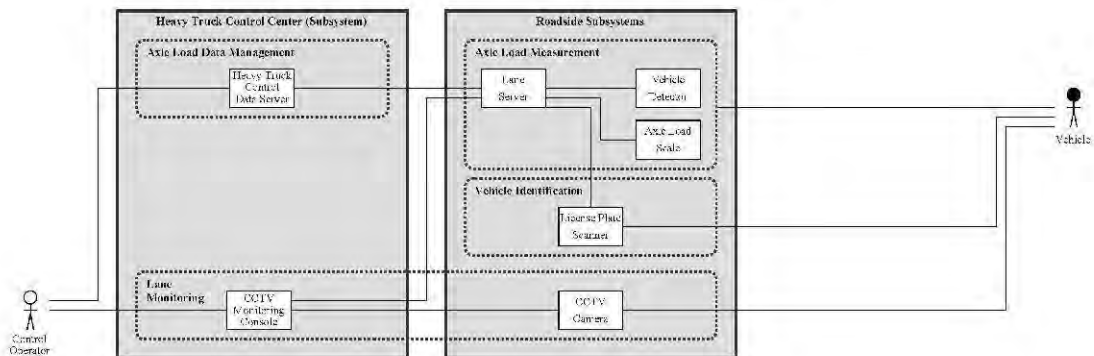 Heavy Truck Control Center (Subsystem)
Roadside Subsystems
Axle Load Data Management
Heavy Truck
Control
Data Server
Axle Load Measurement
Lane
Server
Vehicle
Detector
Axle Load
Scale
Vehicle
Vehicle Identification
License Plate
Scanner
Lane
Monitoring
CCTV
Monitoring
Console
CCTV
Camera
Control
Operator